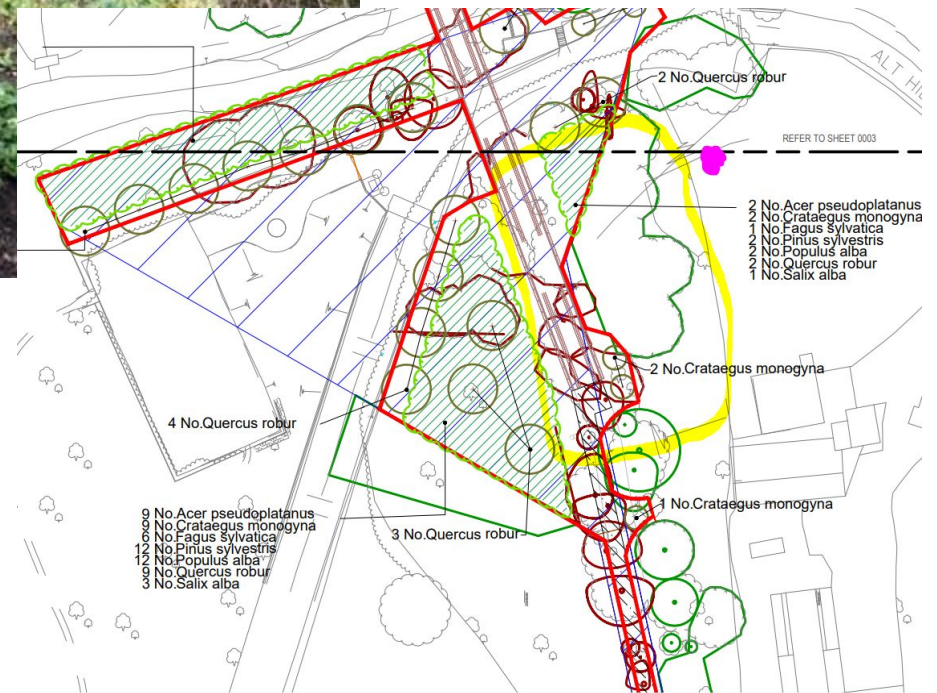 2 No.Quercus robur
ALT HIL
REFER TO SHEET 0003
2 No.Acer pseudoplatanus
2 No.Crataegus monogyna
1 No.Fagus sylvatica
2 No.Pinus sylvestris
2 No.Populus alba
2 No.Quercus robur
1 No.Salix alba
2 No.Crataegus monogyna
4 No.Quercus robur
1 No.Crataegus monogyna
9 No.Acer pseudoplatanus
9 No.Crataegus monogyna
6 No.Fagus sylvatica
12 No.Pinus sylvestris
12 No.Populus alba
9 No.Quercus robur
3 No.Salix alba
3 No.Quercus robur